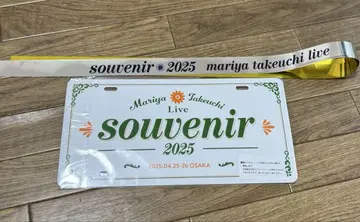 souvenir 2025 mariya takeuchi live
Mariya Takeuchi
Live
souvenir
2025
2025.04.25-26 OSAKA